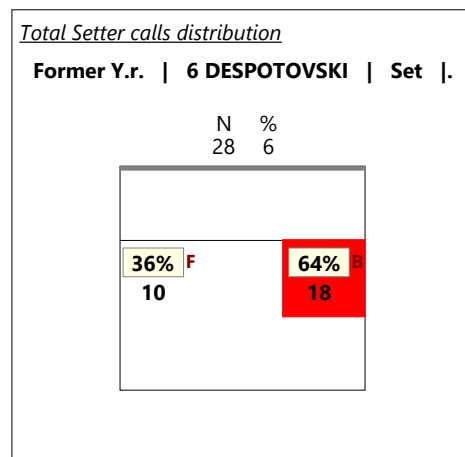 Total Setter calls distribution
Former Y.r. | 6 DESPOTOVSKI | Set |.
N %
28 6
36% F 64% B
10 18